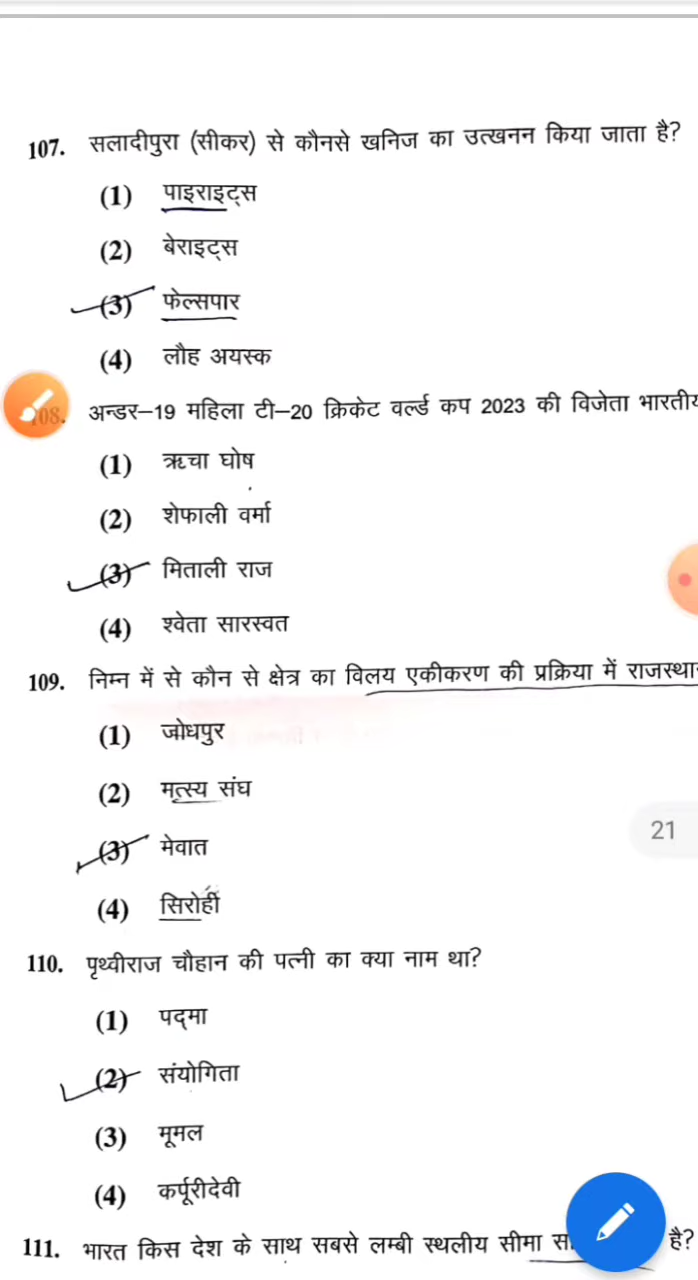 107. सलादीपुरा (सीकर) से कौनसे खनिज का उत्खनन किया जाता है?
(1) पाइराइट्स
(2) बेराइट्स
(3) फेल्सपार
(4) लौह अयस्क
108. अन्डर–19 महिला टी–20 क्रिकेट वर्ल्ड कप 2023 की विजेता
(1) ऋचा घोष
(2) शेफाली वर्मा
(3) मिताली राज
(4) श्वेता सारस्वत
109. निम्न में से कौन से क्षेत्र का विलय एकीकरण की प्रक्रिया में
(1) जोधपुर
(2) मत्स्य संघ
(3) मेवात
21
(4) सिरोही
110. पृथ्वीराज चौहान की पत्नी का क्या नाम था?
(1) पद्मा
(2) संयोगिता
(3) मूमल
(4) कर्पूरीदेवी
111. भारत किस देश के साथ सबसे लम्बी स्थलीय सीमा है?